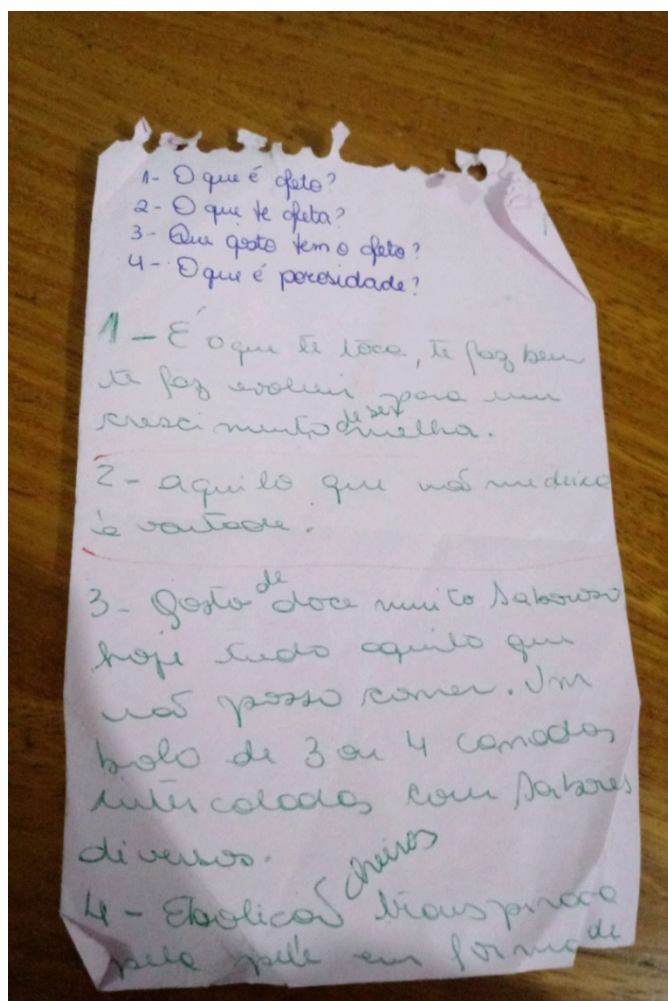 1- O que é afeto?
2- O que te afeta?
3- Que gosto tem o afeto?
4- O que é porosidade?
1- É o que te toca, te faz bem
te faz evoluir para um
crescimento de ser melhor.
2- aquilo que não me deixa
à vontade.
3- Gosto de doce muito saboroso
hoje tudo aquilo que
não posso comer. Um
bolo de 3 ou 4 camadas
intercaladas com sabores
diversos.
4- Ebolição cheiros
pela pele em forma de